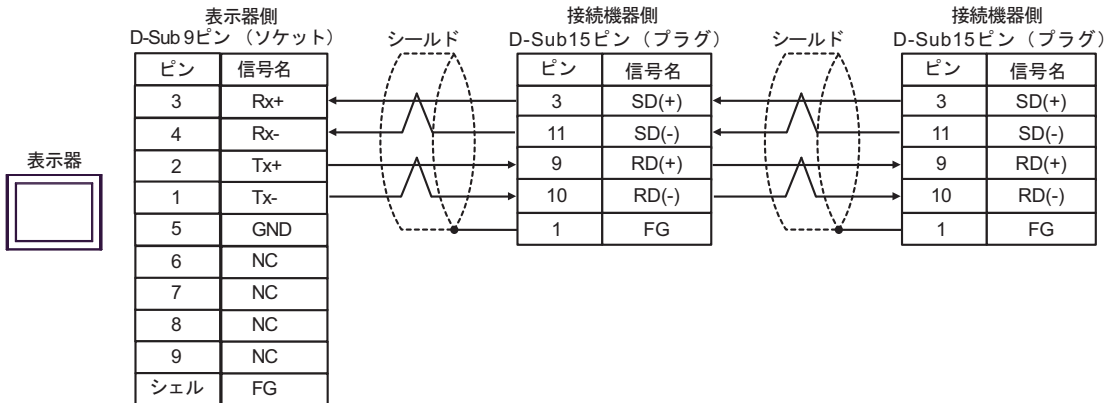 表示器側
D-Sub 9ピン (ソケット)
シールド
接続機器側
D-Sub15ピン (プラグ)
シールド
接続機器側
D-Sub15ピン (プラグ)
表示器
ピン 信号名
3 Rx+
4 Rx-
2 Tx+
1 Tx-
5 GND
6 NC
7 NC
8 NC
9 NC
シェル FG
ピン 信号名
3 SD(+)
11 SD(-)
9 RD(+)
10 RD(-)
1 FG
ピン 信号名
3 SD(+)
11 SD(-)
9 RD(+)
10 RD(-)
1 FG